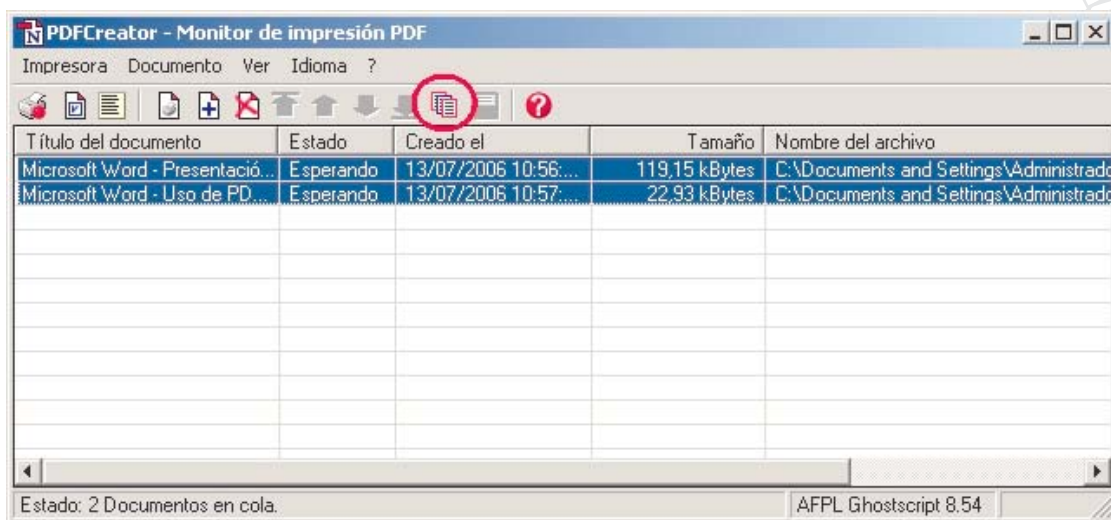 PDFCreator - Monitor de impresión PDF
Impresora Documento Ver Idioma ?
Título del documento Estado Creado el Tamaño Nombre del archivo
Microsoft Word - Presentació... Esperando 13/07/2006 10:56:... 119,15 kBytes C:\Documents and Settings\Administrado
Microsoft Word - Uso de PD... Esperando 13/07/2006 10:57:... 22,93 kBytes C:\Documents and Settings\Administrado
Estado: 2 Documentos en cola. AFPL Ghostscript 8.54